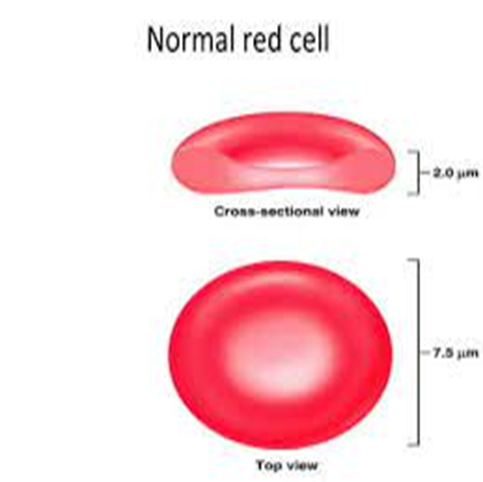 Normal red cell
2.0 µm
Cross-sectional view
7.5 µm
Top view